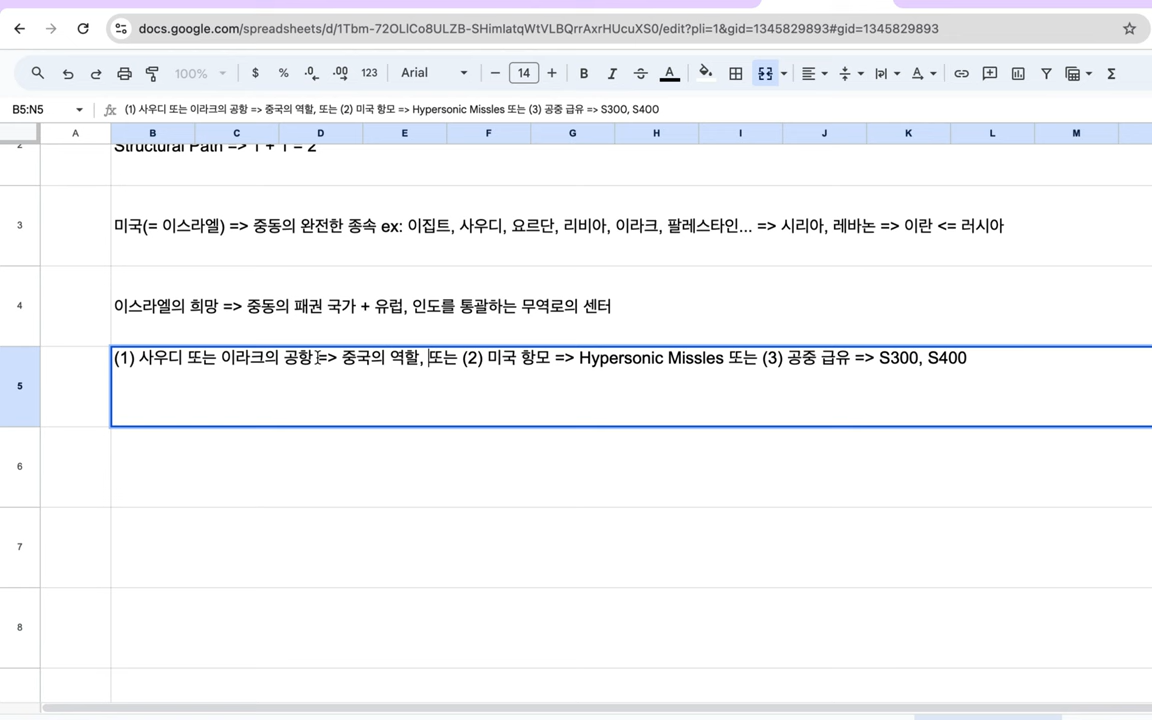 docs.google.com/spreadsheets/d/1Tbm-72OLlCo8ULZB-SHimlatqWtVLBQrrAxrHUcuXS0/edit?pli=1&gid=1345829893#gid=1345829893
100% $ % .0 .00 123 Arial 14 B I A Σ
B5:N5 fx (1) 사우디 또는 이라크의 공항 => 중국의 역할, 또는 (2) 미국 항모 => Hypersonic Missles 또는 (3) 공중 급유 => S300, S400
A B C D E F G H I J K L M
2 Structural Path => 1 + 1 = 2
3 미국(= 이스라엘) => 중동의 완전한 종속 ex: 이집트, 사우디, 요르단, 리비아, 이라크, 팔레스타인... => 시리아, 레바논 => 이란 <= 러시아
4 이스라엘의 희망 => 중동의 패권 국가 + 유럽, 인도를 통괄하는 무역로의 센터
5 (1) 사우디 또는 이라크의 공항 => 중국의 역할, 또는 (2) 미국 항모 => Hypersonic Missles 또는 (3) 공중 급유 => S300, S400
6
7
8